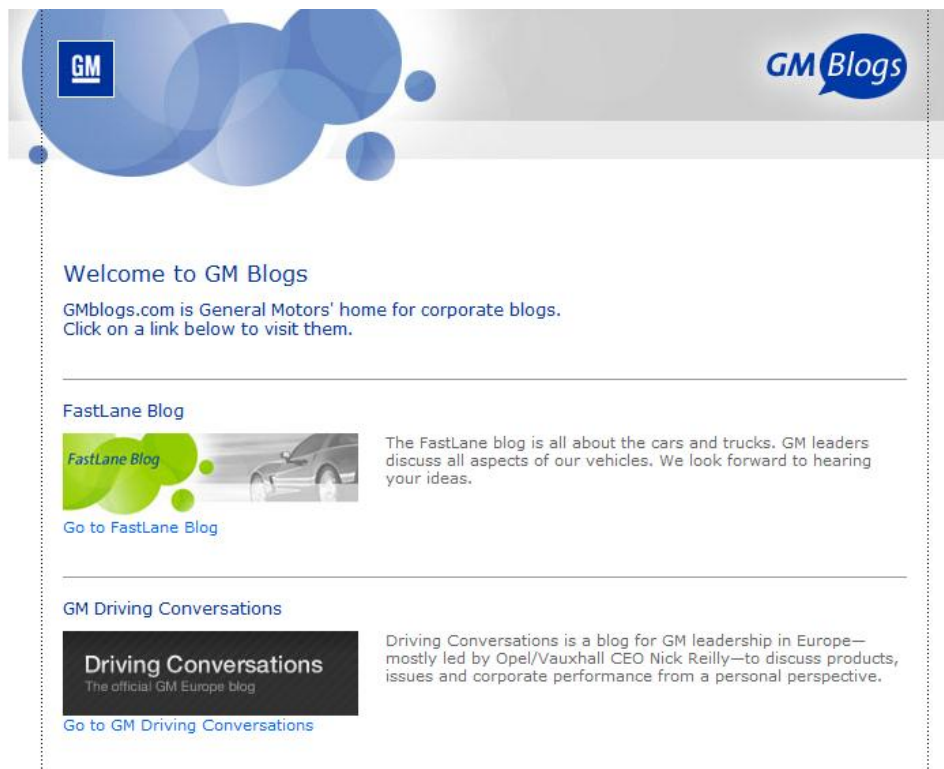 GM
GM Blogs
Welcome to GM Blogs
GMblogs.com is General Motors' home for corporate blogs.
Click on a link below to visit them.
FastLane Blog
FastLane Blog
The FastLane blog is all about the cars and trucks. GM leaders
discuss all aspects of our vehicles. We look forward to hearing
your ideas.
Go to FastLane Blog
GM Driving Conversations
Driving Conversations
The official GM Europe blog
Driving Conversations is a blog for GM leadership in Europe—
mostly led by Opel/Vauxhall CEO Nick Reilly—to discuss products,
issues and corporate performance from a personal perspective.
Go to GM Driving Conversations